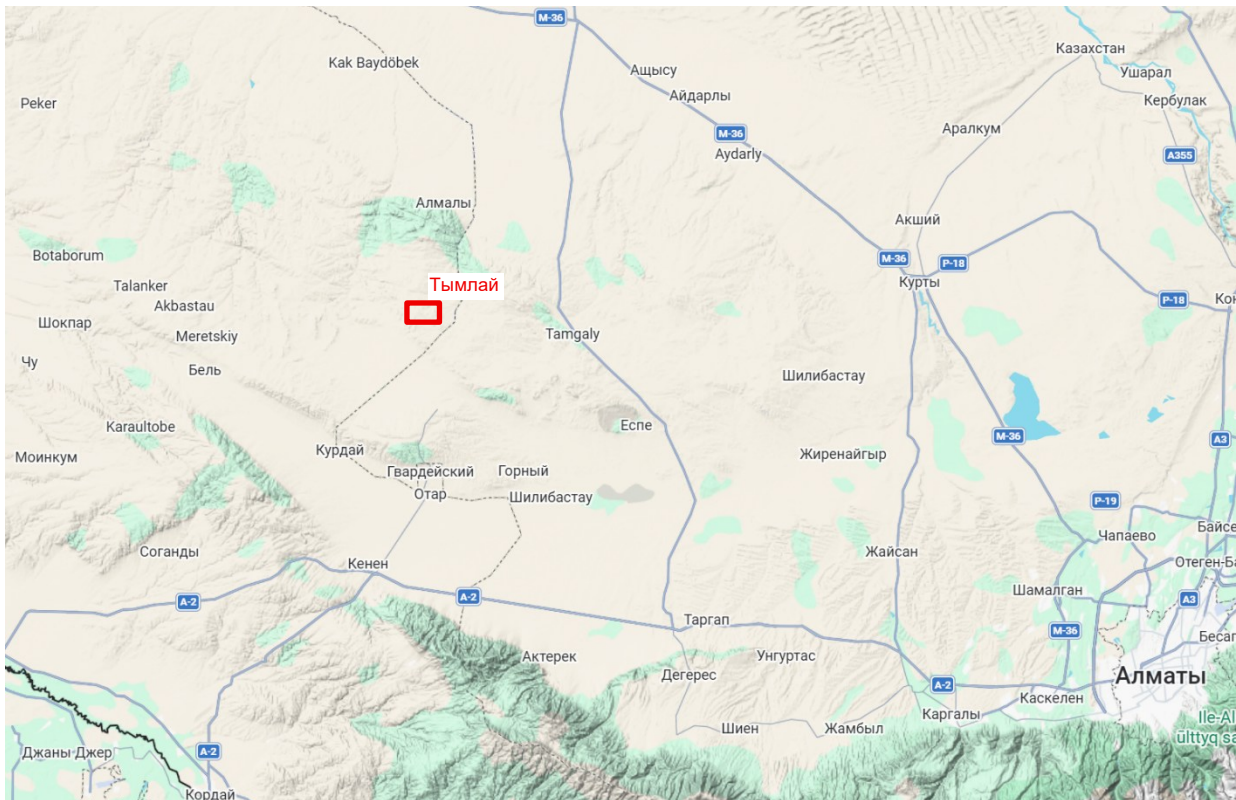 M-36
Казахстан
Kak Baydöbek
Ащысу
Ушарал
Айдарлы
Peker
Кербулак
Аралкум
M-36
Aydarly
A355
Алмалы
Акший
Botaborum
M-36
P-18
Talanker
Тымлай
Курты
Akbastau
P-18
Шокпар
Meretskiy
Tamgaly
Чу
Бель
Шилибастау
Karaultobe
Еспе
M-36
A3
Курдай
Моинкум
Гвардейский
Горный
Жиренайгыр
Отар
Шилибастау
P-19
Чапаево
Соганды
Жайсан
Кенен
Шамалган
A-2
A-2
A3
Таргап
M-36
Актерек
Унгуртас
Дегерес
Алматы
A-2
Каскелен
Каргалы
Шиен
Жамбыл
Джаны-Джер
A-2
Кордай